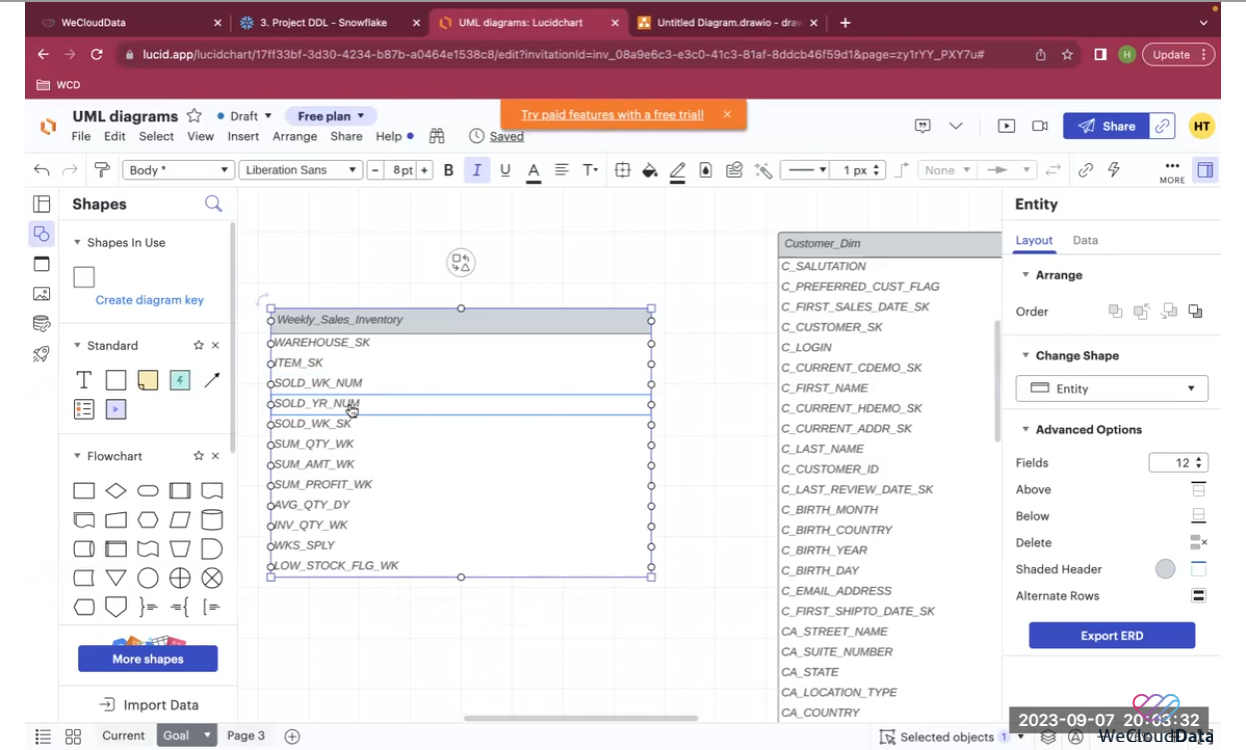 WeCloudData
3. Project DDL - Snowflake
UML diagrams: Lucidchart
Untitled Diagram.drawio - draw
lucid.app/lucidchart/17ff33bf-3d30-4234-b87b-a0464e1538c8/edit?invitationId=inv_08a9e6c3-e3c0-41c3-81af-8ddcb46f59d1&page=zy1rYY_PXY7u#
H
Update
WCD
UML diagrams
Draft
Free plan
Try paid features with a free trial!
File Edit Select View Insert Arrange Share Help
Saved
Share
HT
Body *
Liberation Sans
8pt
B I U A T
1 px
None
MORE
Shapes
Shapes In Use
Create diagram key
Standard
T
Flowchart
More shapes
Import Data
Weekly_Sales_Inventory
WAREHOUSE_SK
ITEM_SK
SOLD_WK_NUM
SOLD_YR_NUM
SOLD_WK_SK
SUM_QTY_WK
SUM_AMT_WK
SUM_PROFIT_WK
AVG_QTY_DY
INV_QTY_WK
WKS_SPLY
LOW_STOCK_FLG_WK
Customer_Dim
C_SALUTATION
C_PREFERRED_CUST_FLAG
C_FIRST_SALES_DATE_SK
C_CUSTOMER_SK
C_LOGIN
C_CURRENT_CDEMO_SK
C_FIRST_NAME
C_CURRENT_HDEMO_SK
C_CURRENT_ADDR_SK
C_LAST_NAME
C_CUSTOMER_ID
C_LAST_REVIEW_DATE_SK
C_BIRTH_MONTH
C_BIRTH_COUNTRY
C_BIRTH_YEAR
C_BIRTH_DAY
C_EMAIL_ADDRESS
C_FIRST_SHIPTO_DATE_SK
CA_STREET_NAME
CA_SUITE_NUMBER
CA_STATE
CA_LOCATION_TYPE
CA_COUNTRY
Entity
Layout Data
Arrange
Order
Change Shape
Entity
Advanced Options
Fields 12
Above
Below
Delete
Shaded Header
Alternate Rows
Export ERD
2023-09-07 20:03:32
Current Goal Page 3
Selected objects 1
WeCloudData